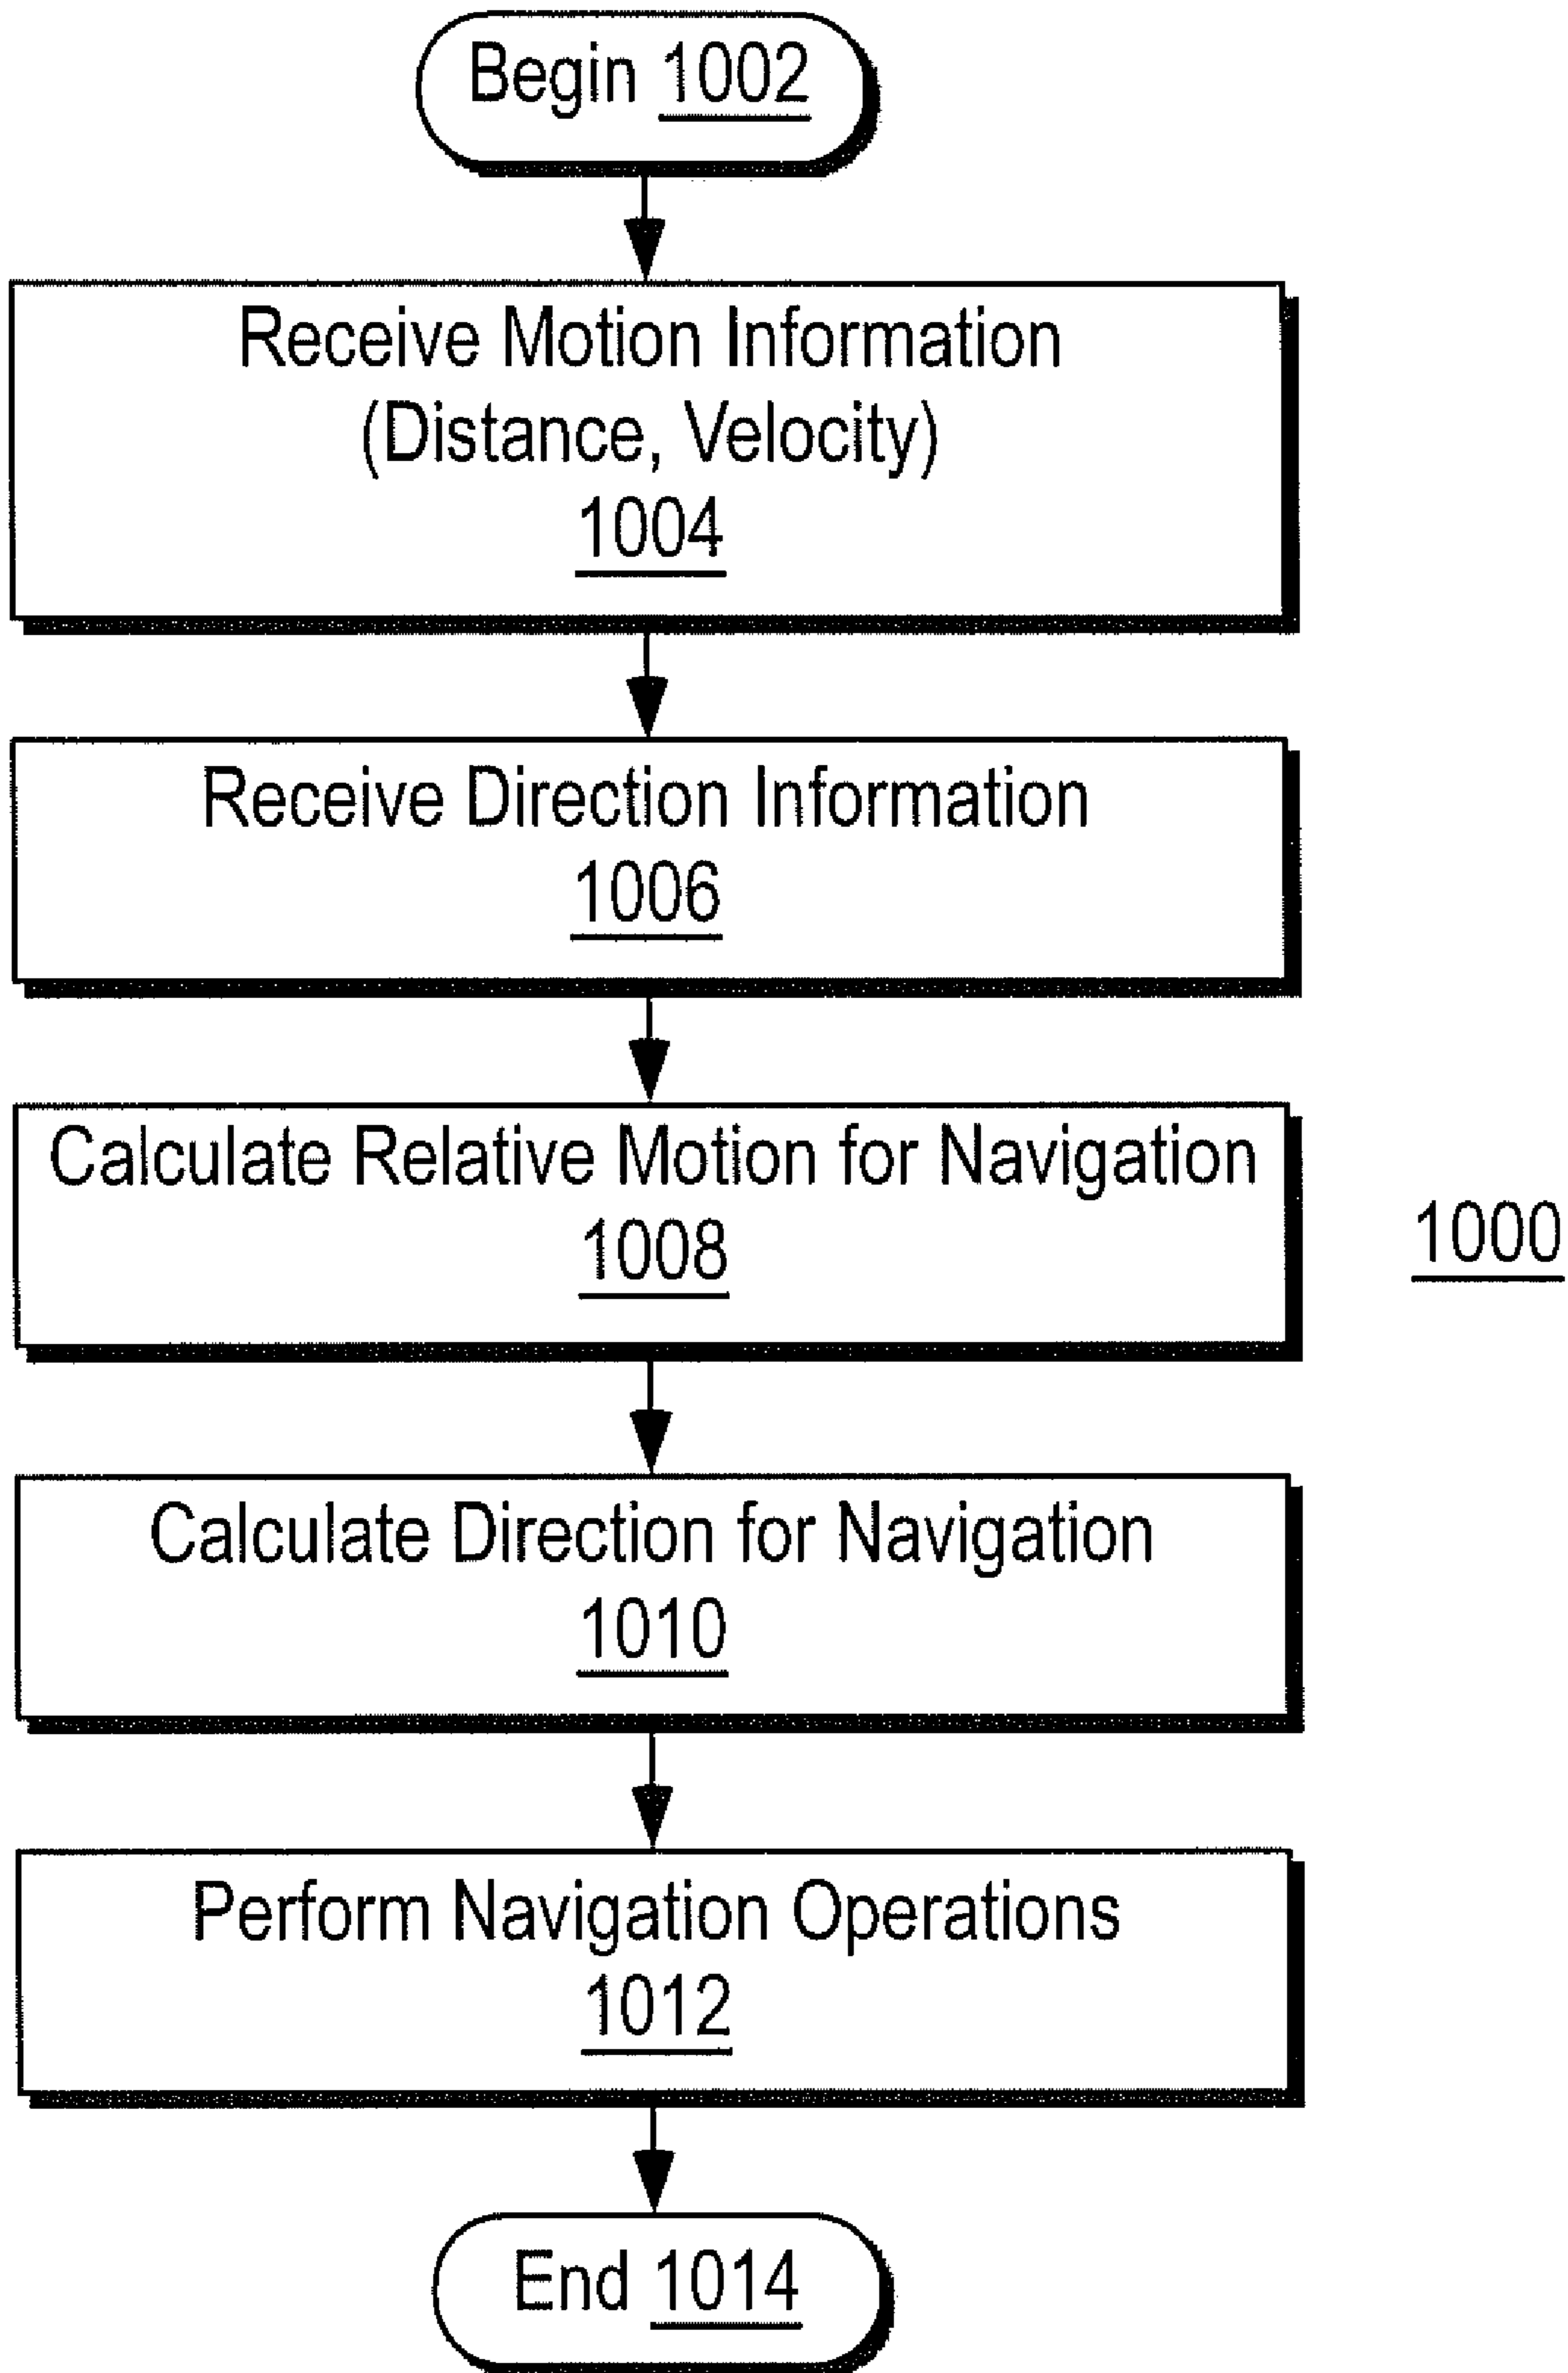 Begin 1002
Receive Motion Information
(Distance, Velocity)
1004
Receive Direction Information
1006
Calculate Relative Motion for Navigation
1008
1000
Calculate Direction for Navigation
1010
Perform Navigation Operations
1012
End 1014